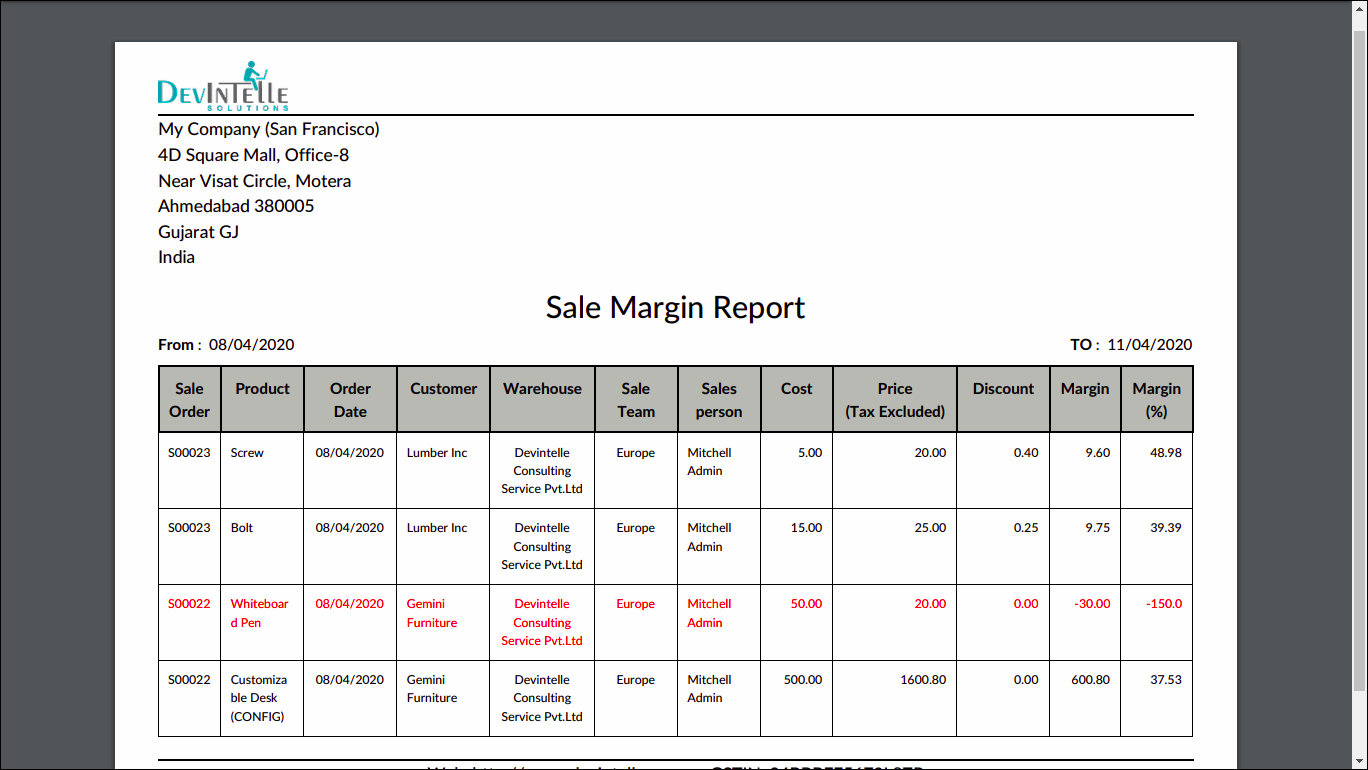 DEVINTELLE
SOLUTIONS
My Company (San Francisco)
4D Square Mall, Office-8
Near Visat Circle, Motera
Ahmedabad 380005
Gujarat GJ
India
Sale Margin Report
From : 08/04/2020 TO : 11/04/2020
Sale Product Order Customer Warehouse Sale Sales Cost Price Discount Margin Margin
Order Date Team person (Tax Excluded) (%)
S00023 Screw 08/04/2020 Lumber Inc Devintelle Europe Mitchell 5.00 20.00 0.40 9.60 48.98
Consulting Admin
Service Pvt.Ltd
S00023 Bolt 08/04/2020 Lumber Inc Devintelle Europe Mitchell 15.00 25.00 0.25 9.75 39.39
Consulting Admin
Service Pvt.Ltd
S00022 Whiteboar 08/04/2020 Gemini Devintelle Europe Mitchell 50.00 20.00 0.00 -30.00 -150.0
d Pen Furniture Consulting Admin
Service Pvt.Ltd
S00022 Customiza 08/04/2020 Gemini Devintelle Europe Mitchell 500.00 1600.80 0.00 600.80 37.53
ble Desk Furniture Consulting Admin
(CONFIG) Service Pvt.Ltd